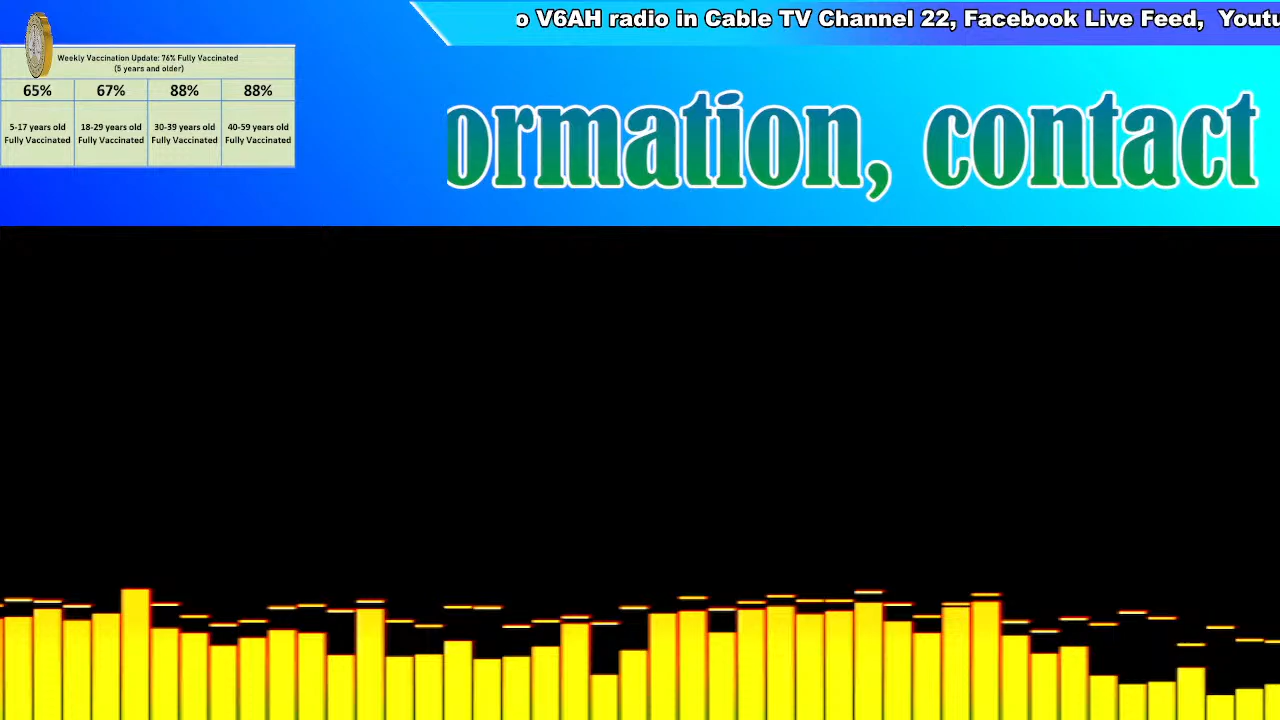 o V6AH radio in Cable TV Channel 22, Facebook Live Feed, Youtu
Weekly Vaccination Update: 76% Fully Vaccinated
(5 years and older)
65% 67% 88% 88%
5-17 years old 18-29 years old 30-39 years old 40-59 years old
Fully Vaccinated Fully Vaccinated Fully Vaccinated Fully Vaccinated
ormation, contact